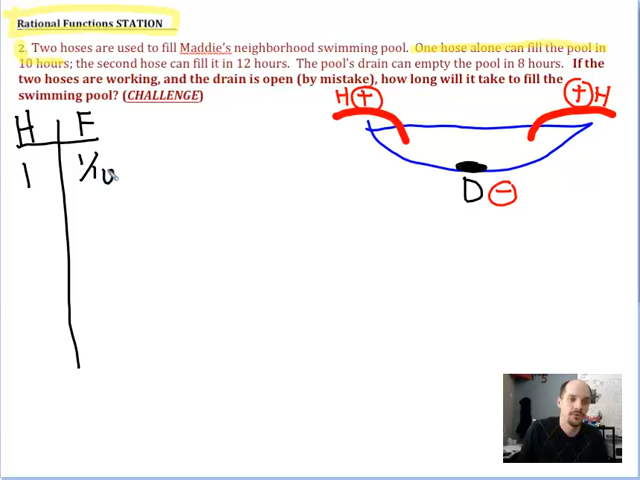 Rational Functions STATION
2. Two hoses are used to fill Maddie's neighborhood swimming pool. One hose alone can fill the pool in
10 hours; the second hose can fill it in 12 hours. The pool's drain can empty the pool in 8 hours. If the
two hoses are working, and the drain is open (by mistake), how long will it take to fill the
swimming pool? (CHALLENGE)
H + + H
H F
1 1/10
D −